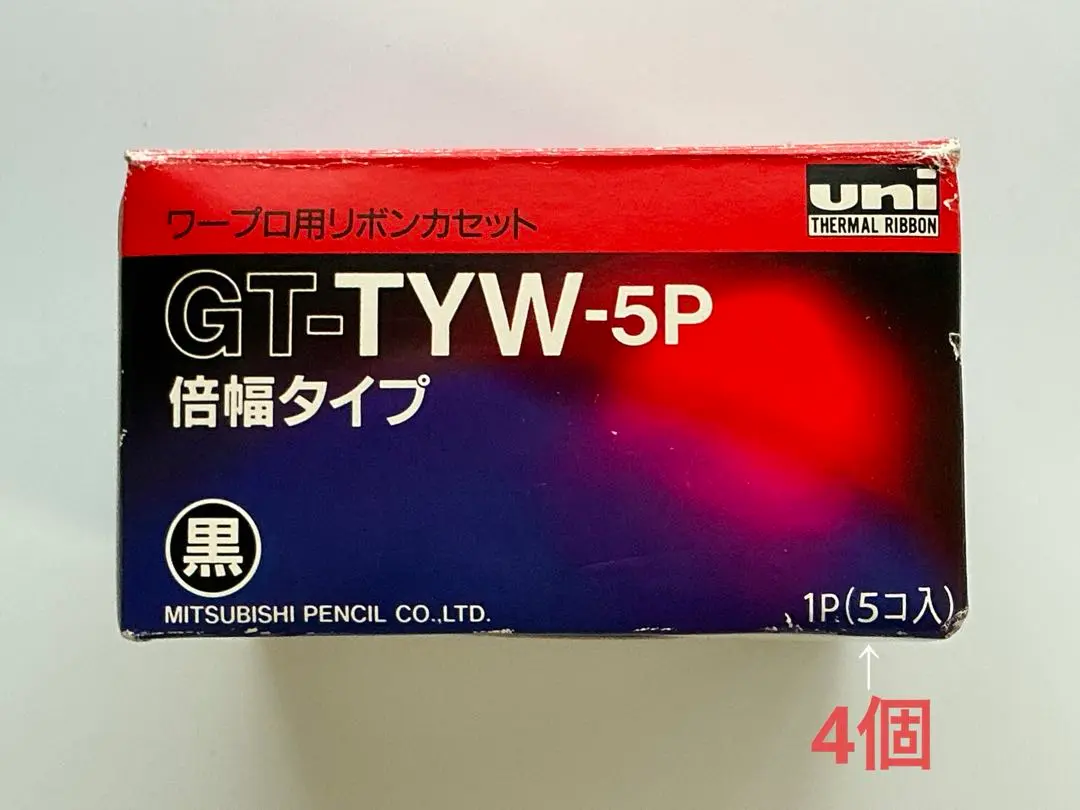 ワープロ用リボンカセット
uni
THERMAL RIBBON
GT-TYW-5P
倍幅タイプ
黒
MITSUBISHI PENCIL CO.,LTD.
1P(5コ入)
↑
4個